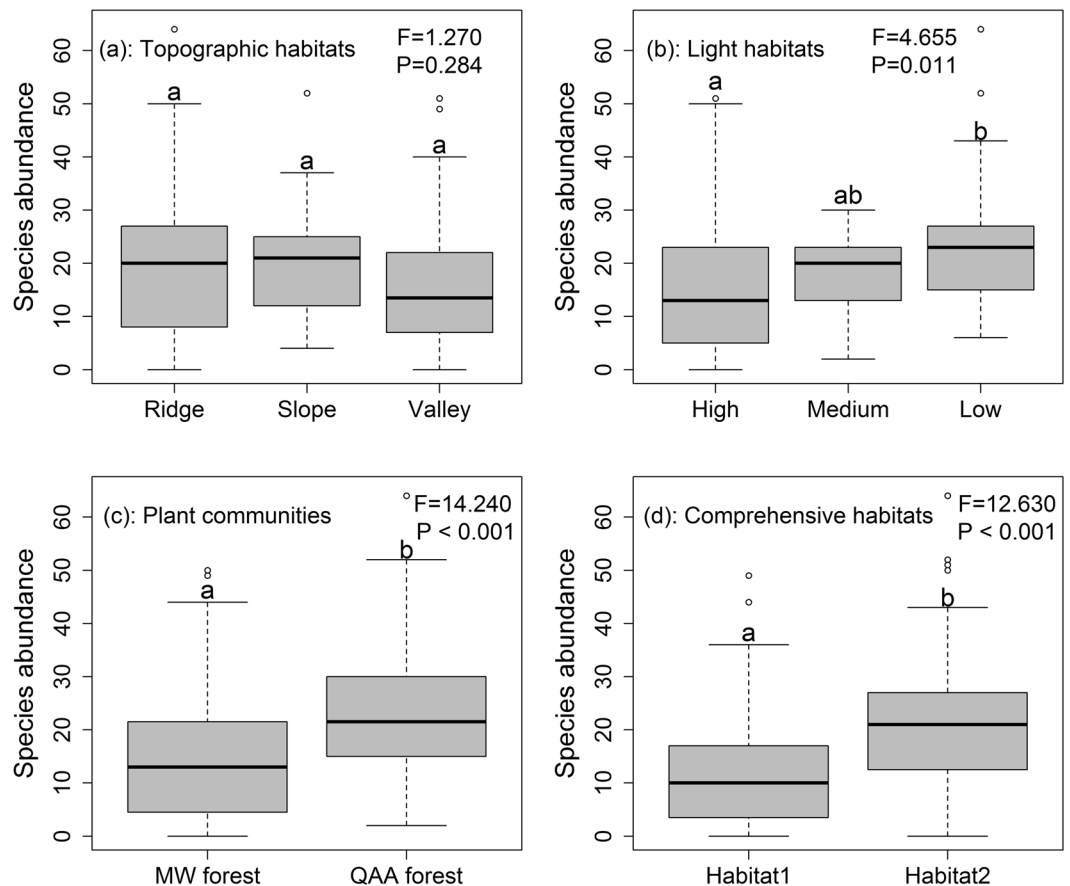 (a): Topographic habitats
F=1.270
P=0.284
Species abundance
60
50
40
30
20
10
0
a
a
a
Ridge
Slope
Valley
(b): Light habitats
F=4.655
P=0.011
Species abundance
60
50
40
30
20
10
0
a
ab
b
High
Medium
Low
(c): Plant communities
F=14.240
P < 0.001
Species abundance
60
50
40
30
20
10
0
a
b
MW forest
QAA forest
(d): Comprehensive habitats
F=12.630
P < 0.001
Species abundance
60
50
40
30
20
10
0
a
b
Habitat1
Habitat2